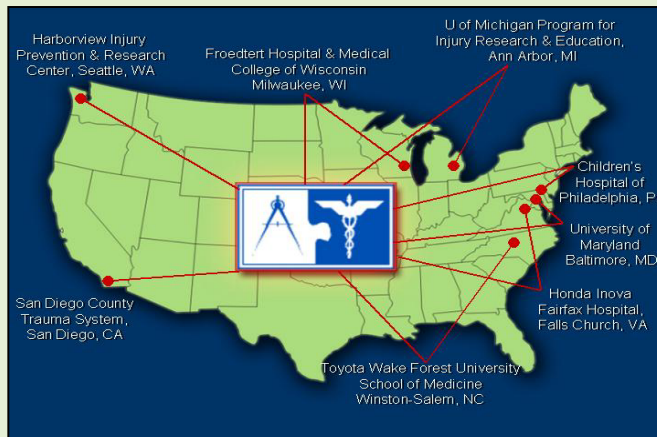 Harborview Injury
Prevention & Research
Center, Seattle, WA
Froedtert Hospital & Medical
College of Wisconsin
Milwaukee, WI
U of Michigan Program for
Injury Research & Education,
Ann Arbor, MI
Children's
Hospital of
Philadelphia, P
University of
Maryland
Baltimore, MD
Honda Inova
Fairfax Hospital,
Falls Church, VA
San Diego County
Trauma System,
San Diego, CA
Toyota Wake Forest University
School of Medicine
Winston-Salem, NC